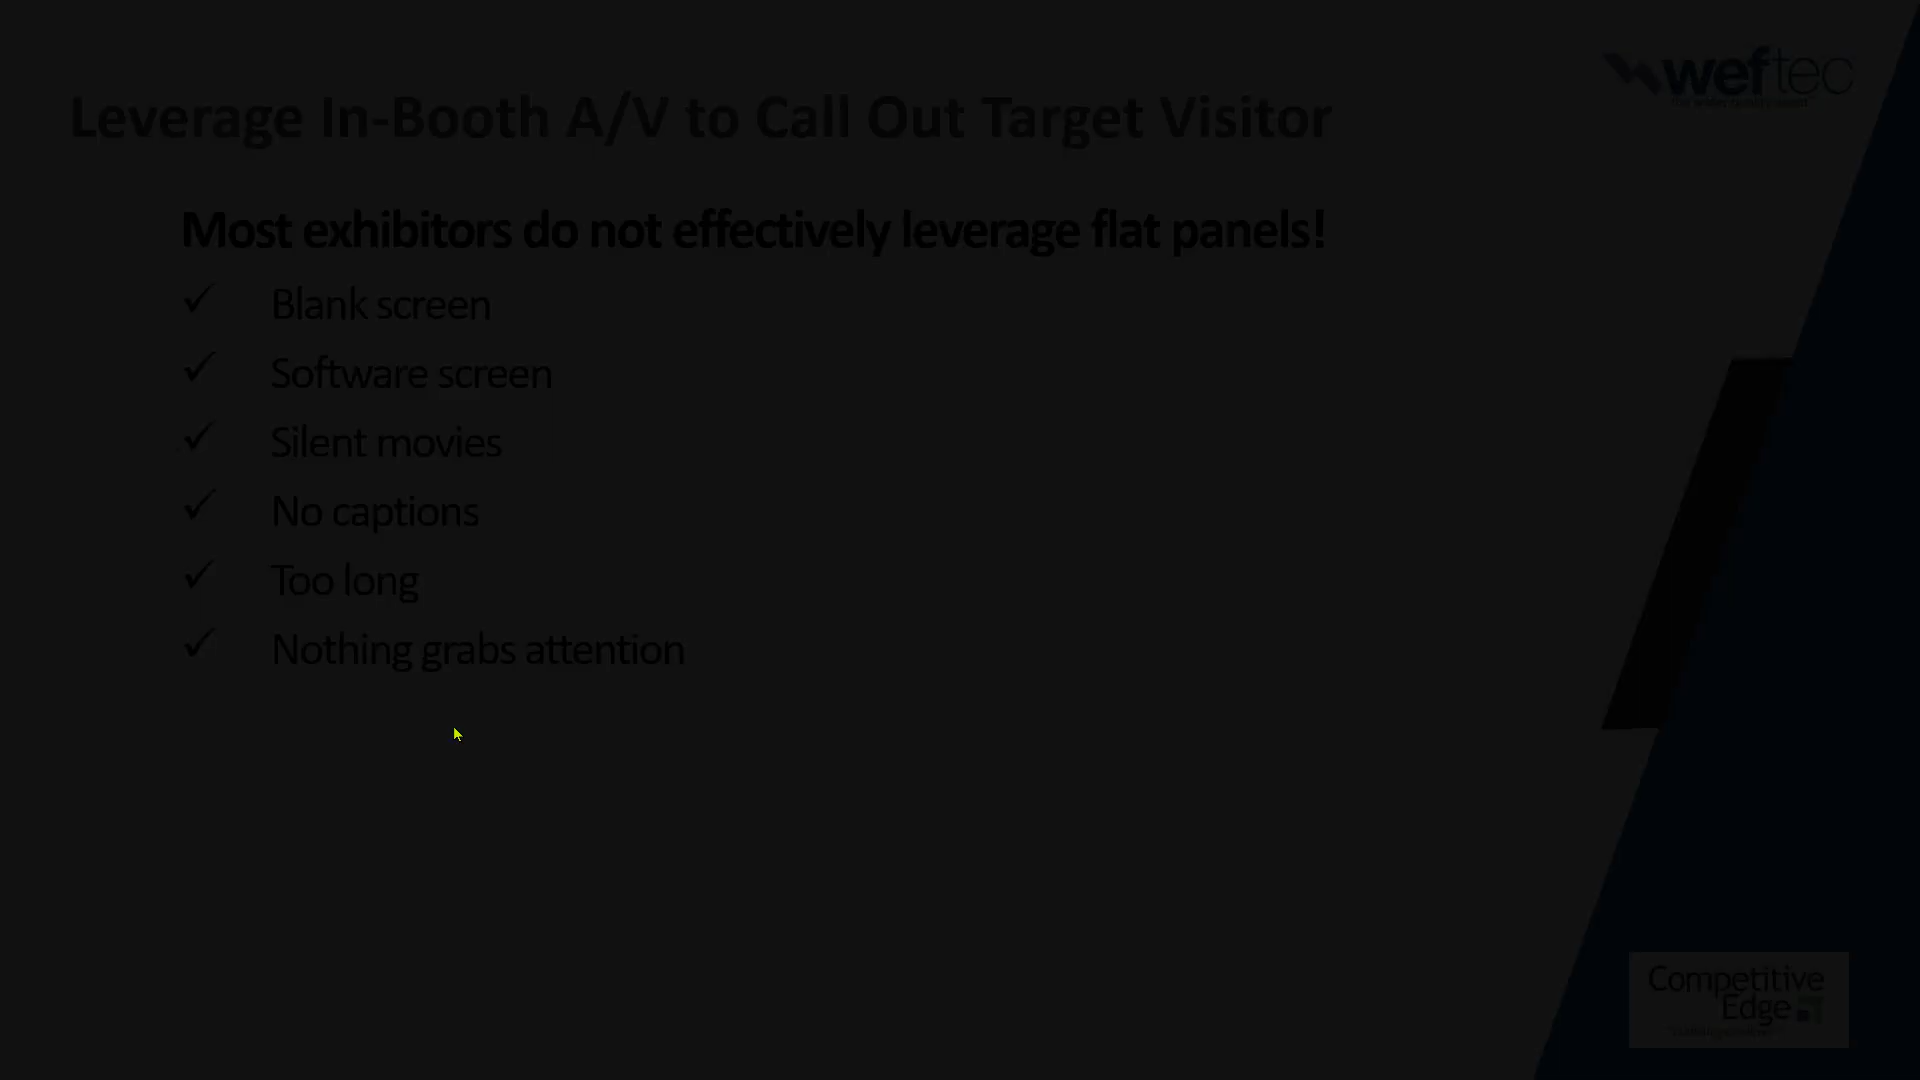 weftec
Leverage In-Booth A/V to Call Out Target Visitor
Most exhibitors do not effectively leverage flat panels!
✓ Blank screen
✓ Software screen
✓ Silent movies
✓ No captions
✓ Too long
✓ Nothing grabs attention
Competitive
Edge